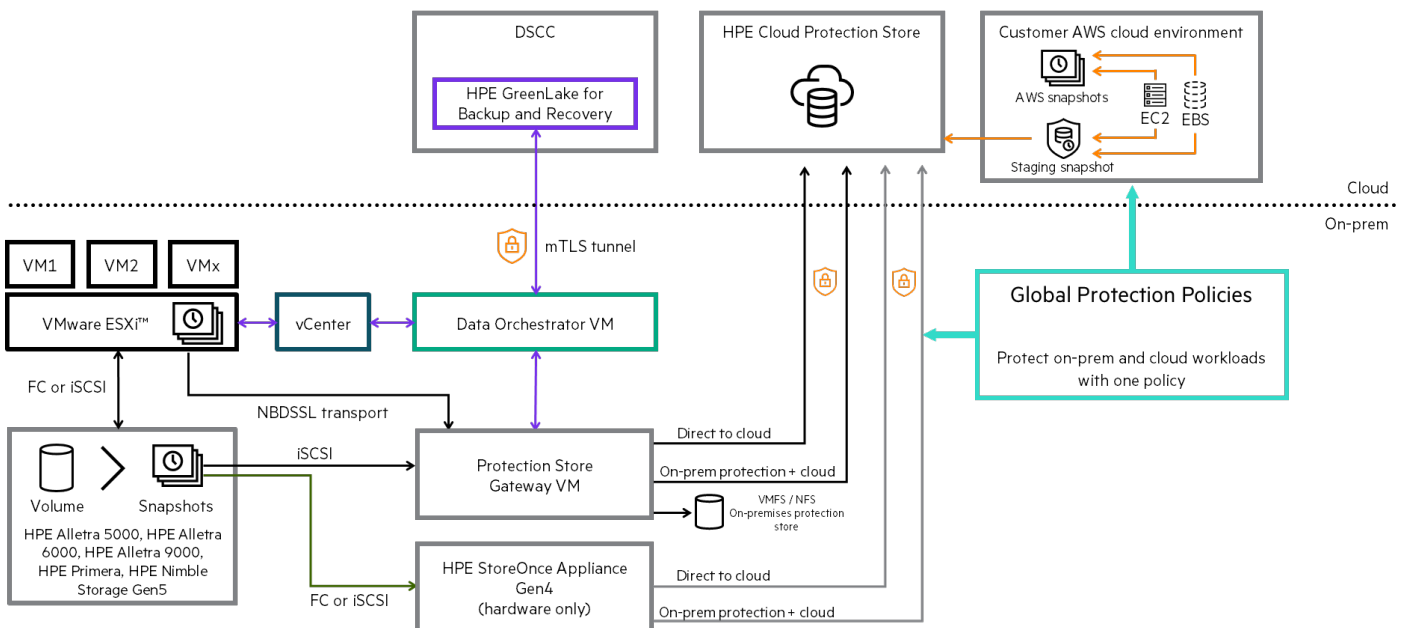 DSCC
HPE GreenLake for
Backup and Recovery
HPE Cloud Protection Store
Customer AWS cloud environment
AWS snapshots
EC2
EBS
Staging snapshot
Cloud
On-prem
mTLS tunnel
VM1
VM2
VMx
VMware ESXi™
vCenter
Data Orchestrator VM
Global Protection Policies
Protect on-prem and cloud workloads
with one policy
FC or iSCSI
NBDSSL transport
iSCSI
Volume
Snapshots
HPE Alletra 5000, HPE Alletra
6000, HPE Alletra 9000,
HPE Primera, HPE Nimble
Storage Gen5
Protection Store
Gateway VM
Direct to cloud
On-prem protection + cloud
VMFS / NFS
On-premises protection
store
HPE StoreOnce Appliance
Gen4
(hardware only)
FC or iSCSI
Direct to cloud
On-prem protection + cloud